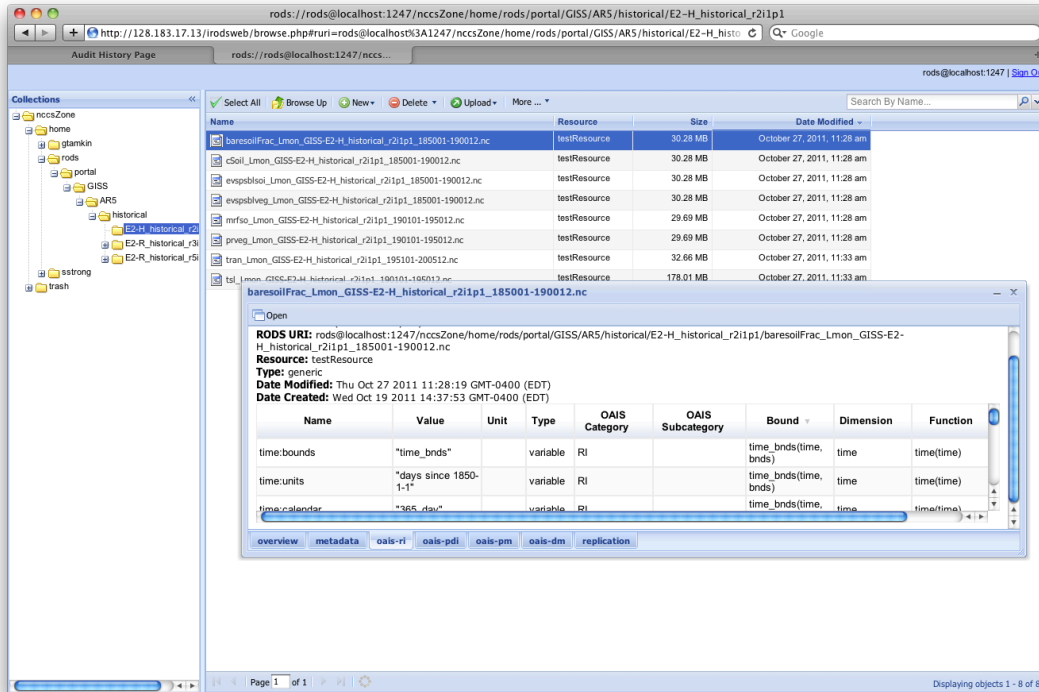 rods://rods@localhost:1247/nccsZone/home/rods/portal/GISS/AR5/historical/E2-H_historical_r2i1p1
http://128.183.17.13/irodsweb/browse.php#ruri=rods@localhost%3A1247/nccsZone/home/rods/portal/GISS/AR5/historical/E2-H_histo
Google
Audit History Page
rods://rods@localhost:1247/nccs...
rods@localhost:1247 | Sign O
Collections
nccsZone
home
gtamkin
rods
portal
GISS
AR5
historical
E2-H_historical_r2i
E2-R_historical_r3i
E2-R_historical_r5i
sstrong
trash
Select All Browse Up New Delete Upload More ...
Search By Name...
Name Resource Size Date Modified
baresoilFrac_Lmon_GISS-E2-H_historical_r2i1p1_185001-190012.nc testResource 30.28 MB October 27, 2011, 11:28 am
cSoil_Lmon_GISS-E2-H_historical_r2i1p1_185001-190012.nc testResource 30.28 MB October 27, 2011, 11:28 am
evspsblsoi_Lmon_GISS-E2-H_historical_r2i1p1_185001-190012.nc testResource 30.28 MB October 27, 2011, 11:28 am
evspsblveg_Lmon_GISS-E2-H_historical_r2i1p1_185001-190012.nc testResource 30.28 MB October 27, 2011, 11:28 am
mrfso_Lmon_GISS-E2-H_historical_r2i1p1_190101-195012.nc testResource 29.69 MB October 27, 2011, 11:28 am
prveg_Lmon_GISS-E2-H_historical_r2i1p1_190101-195012.nc testResource 29.69 MB October 27, 2011, 11:28 am
tran_Lmon_GISS-E2-H_historical_r2i1p1_195101-200512.nc testResource 32.66 MB October 27, 2011, 11:33 am
tsl_Lmon_GISS-E2-H_historical_r2i1p1_190101-195012.nc testResource 178.01 MB October 27, 2011, 11:33 am
baresoilFrac_Lmon_GISS-E2-H_historical_r2i1p1_185001-190012.nc
Open
RODS URI: rods@localhost:1247/nccsZone/home/rods/portal/GISS/AR5/historical/E2-H_historical_r2i1p1/baresoilFrac_Lmon_GISS-E2-
H_historical_r2i1p1_185001-190012.nc
Resource: testResource
Type: generic
Date Modified: Thu Oct 27 2011 11:28:19 GMT-0400 (EDT)
Date Created: Wed Oct 19 2011 14:37:53 GMT-0400 (EDT)
Name Value Unit Type OAIS Category OAIS Subcategory Bound Dimension Function
time:bounds "time_bnds" variable RI time_bnds(time, bnds) time time(time)
time:units "days since 1850-1-1" variable RI time_bnds(time, bnds) time time(time)
time:calendar "365_day" variable RI time_bnds(time, time time(time)
overview metadata oais-ri oais-pdi oais-pm oais-dm replication
Page 1 of 1
Displaying objects 1 - 8 of 8